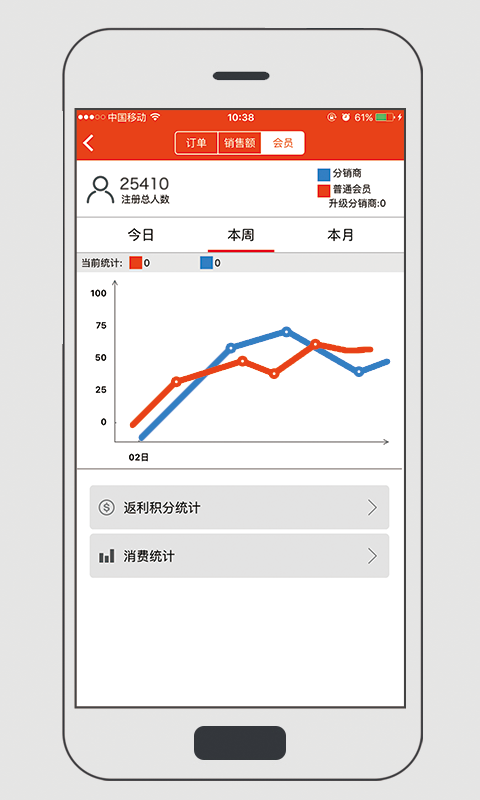 中国移动 10:38 61%
订单 销售额 会员
25410
注册总人数
分销商
普通会员
升级分销商:0
今日 本周 本月
当前统计: 0 0
100
75
50
25
0
02日
返利积分统计
消费统计